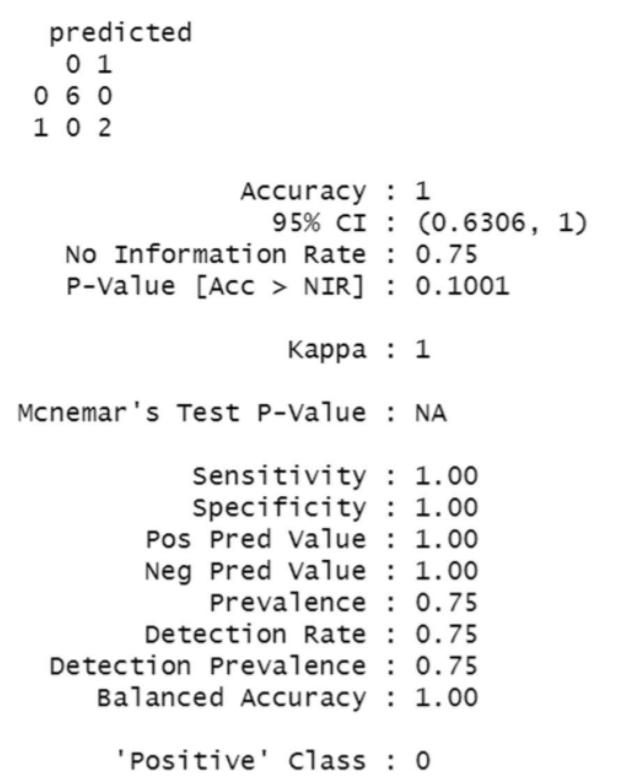 predicted
0 1
0 6 0
1 0 2
Accuracy : 1
95% CI : (0.6306, 1)
No Information Rate : 0.75
P-Value [Acc > NIR] : 0.1001
Kappa : 1
Mcnemar's Test P-Value : NA
Sensitivity : 1.00
Specificity : 1.00
Pos Pred Value : 1.00
Neg Pred Value : 1.00
Prevalence : 0.75
Detection Rate : 0.75
Detection Prevalence : 0.75
Balanced Accuracy : 1.00
'Positive' Class : 0